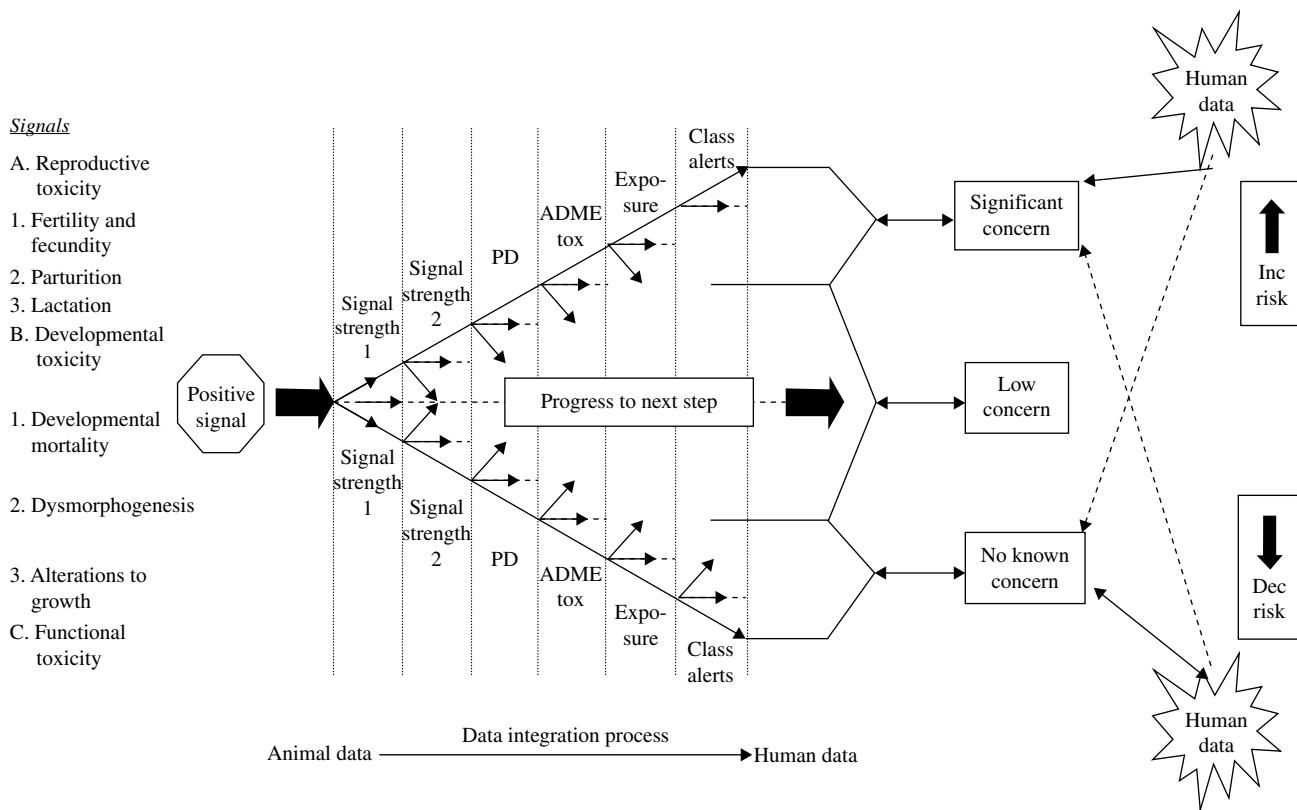 Signals
A. Reproductive
toxicity
1. Fertility and
fecundity
2. Parturition
3. Lactation
B. Developmental
toxicity
1. Developmental
mortality
2. Dysmorphogenesis
3. Alterations to
growth
C. Functional
toxicity
Positive
signal
Signal
strength
1
Signal
strength
2
PD
ADME
tox
Expo-
sure
Class
alerts
Progress to next step
Signal
strength
1
Signal
strength
2
PD
ADME
tox
Expo-
sure
Class
alerts
Significant
concern
Low
concern
No known
concern
Human
data
Inc
risk
Dec
risk
Human
data
Data integration process
Animal data
Human data